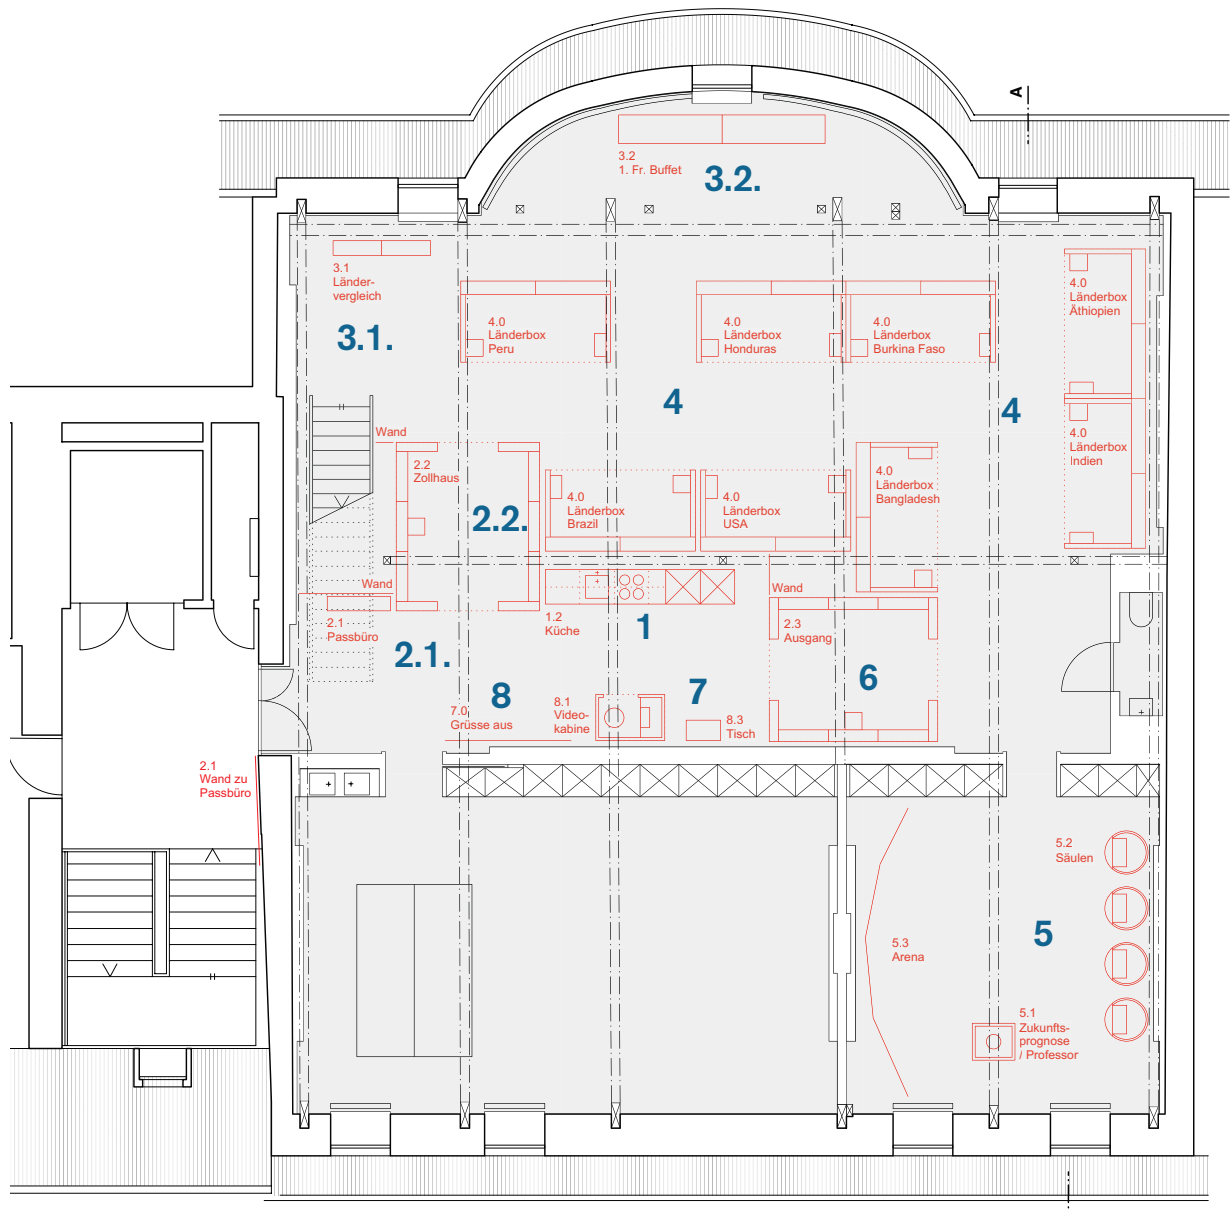 A
3.2
1. Fr. Buffet
3.2.
3.1
Länder-
vergleich
3.1.
4.0
Länderbox
Peru
4.0
Länderbox
Honduras
4.0
Länderbox
Burkina Faso
4.0
Länderbox
Äthiopien
4
4
Wand
2.2
Zollhaus
2.2.
4.0
Länderbox
Brazil
4.0
Länderbox
USA
4.0
Länderbox
Bangladesh
4.0
Länderbox
Indien
Wand
2.1
Passbüro
2.1.
1.2
Küche
1
Wand
2.3
Ausgang
6
8
7.0
Grüsse aus
8.1
Video-
kabine
7
8.3
Tisch
2.1
Wand zu
Passbüro
5.2
Säulen
5
5.3
Arena
5.1
Zukunfts-
prognose
/ Professor